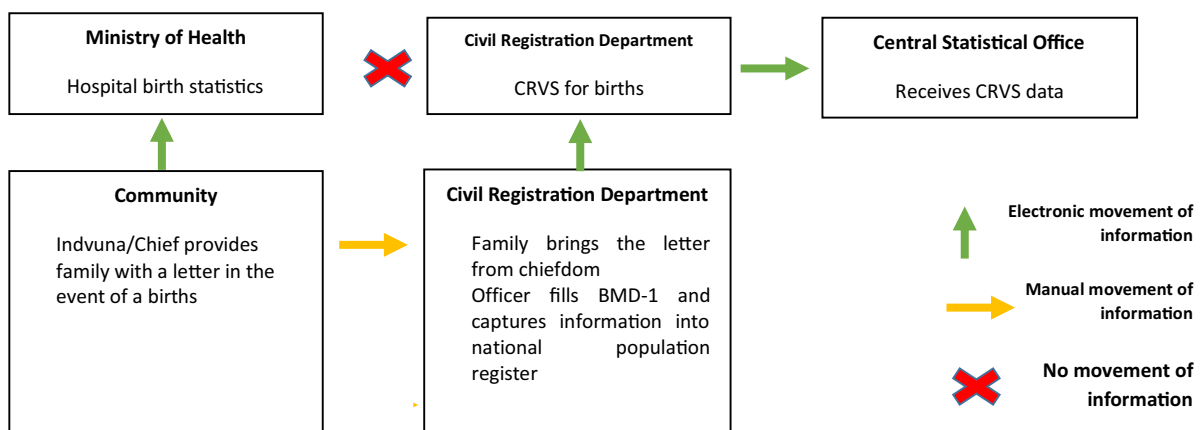 Ministry of Health
Hospital birth statistics
Civil Registration Department
CRVS for births
Central Statistical Office
Receives CRVS data
Community
Indvuna/Chief provides
family with a letter in the
event of a births
Civil Registration Department
Family brings the letter
from chiefdom
Officer fills BMD-1 and
captures information into
national population
register
Electronic movement of
information
Manual movement of
information
No movement of
information